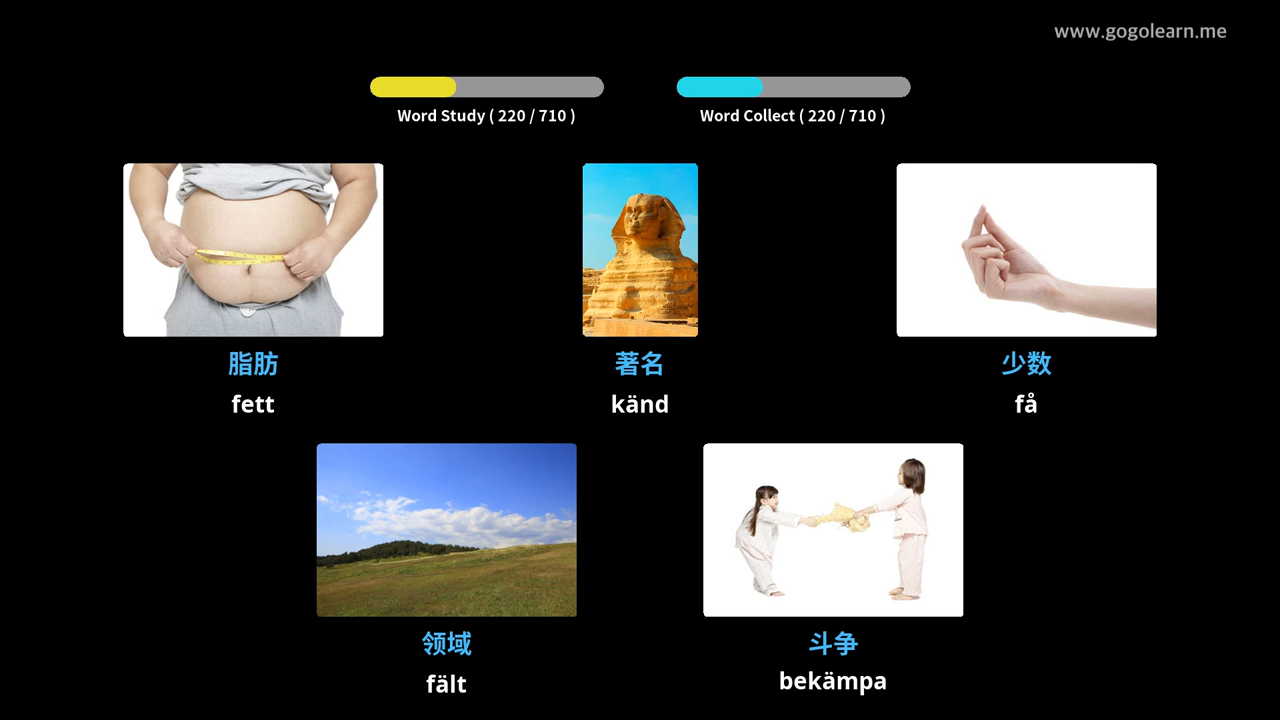 www.gogolearn.me
Word Study ( 220 / 710 )
Word Collect ( 220 / 710 )
脂肪
fett
著名
känd
少数
få
领域
fält
斗争
bekämpa